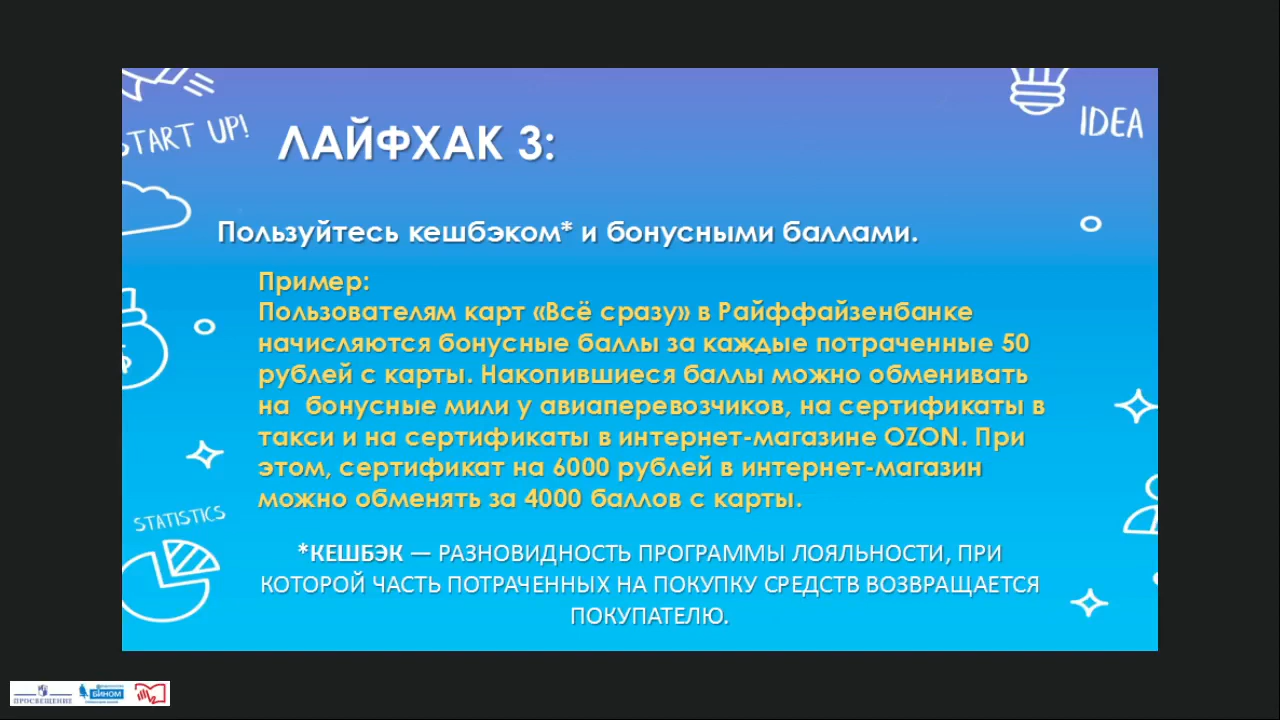 START UP!
IDEA
ЛАЙФХАК 3:
Пользуйтесь кешбэком* и бонусными баллами.
Пример:
Пользователям карт «Всё сразу» в Райффайзенбанке
начисляются бонусные баллы за каждые потраченные 50
рублей с карты. Накопившиеся баллы можно обменивать
на  бонусные мили у авиаперевозчиков, на сертификаты в
такси и на сертификаты в интернет-магазине OZON. При
этом, сертификат на 6000 рублей в интернет-магазин
можно обменять за 4000 баллов с карты.
STATISTICS
*КЕШБЭК — РАЗНОВИДНОСТЬ ПРОГРАММЫ ЛОЯЛЬНОСТИ, ПРИ
КОТОРОЙ ЧАСТЬ ПОТРАЧЕННЫХ НА ПОКУПКУ СРЕДСТВ ВОЗВРАЩАЕТСЯ
ПОКУПАТЕЛЮ.
ПРОСВЕЩЕНИЕ
БИНОМ